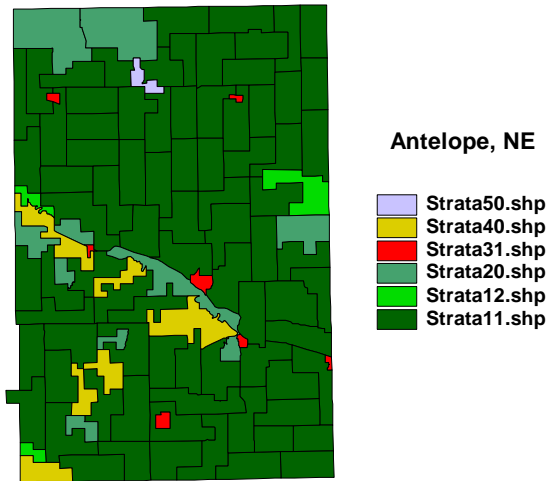 Antelope, NE
Strata50.shp
Strata40.shp
Strata31.shp
Strata20.shp
Strata12.shp
Strata11.shp